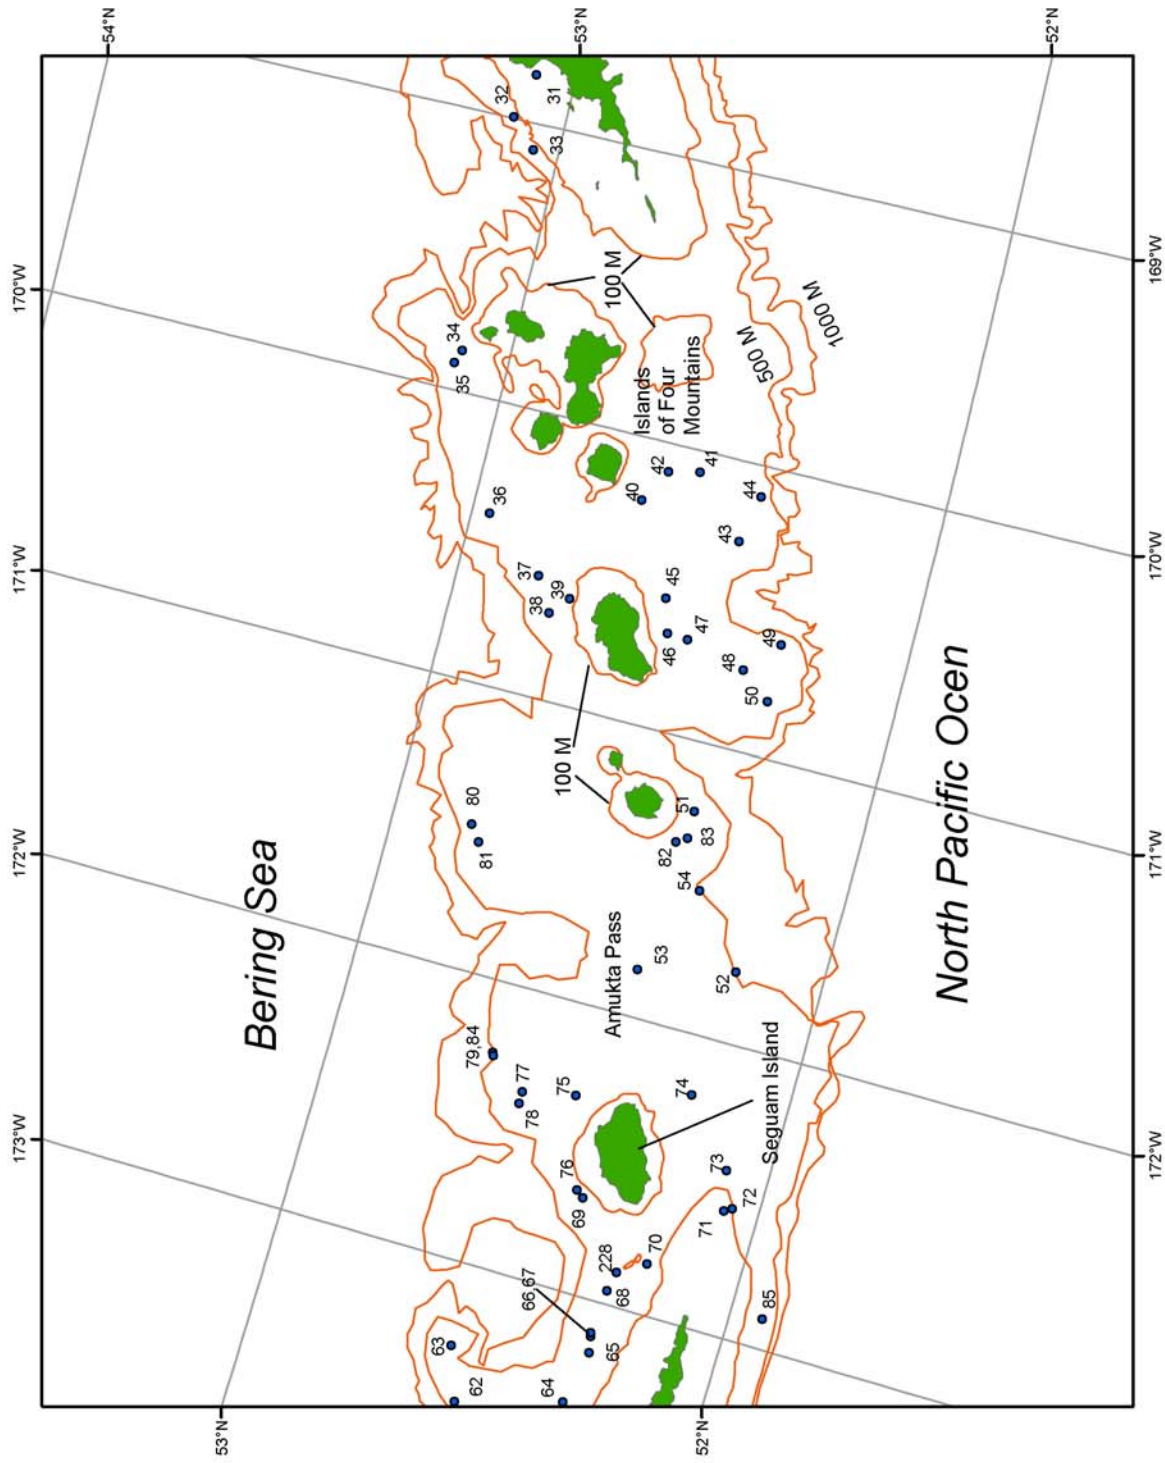 170°W
171°W
172°W
173°W
54°N
53°N
52°N
53°N
52°N
169°W
170°W
171°W
172°W
Bering Sea
North Pacific Ocen
Amukta Pass
Seguam Island
Islands
of Four
Mountains
100 M
100 M
500 M
1000 M
31
32
33
34
35
36
37
38
39
40
41
42
43
44
45
46
47
48
49
50
51
52
53
54
62
63
64
65
66,67
68
69
70
71
72
73
74
75
76
77
78
79,84
80
81
82
83
85
228